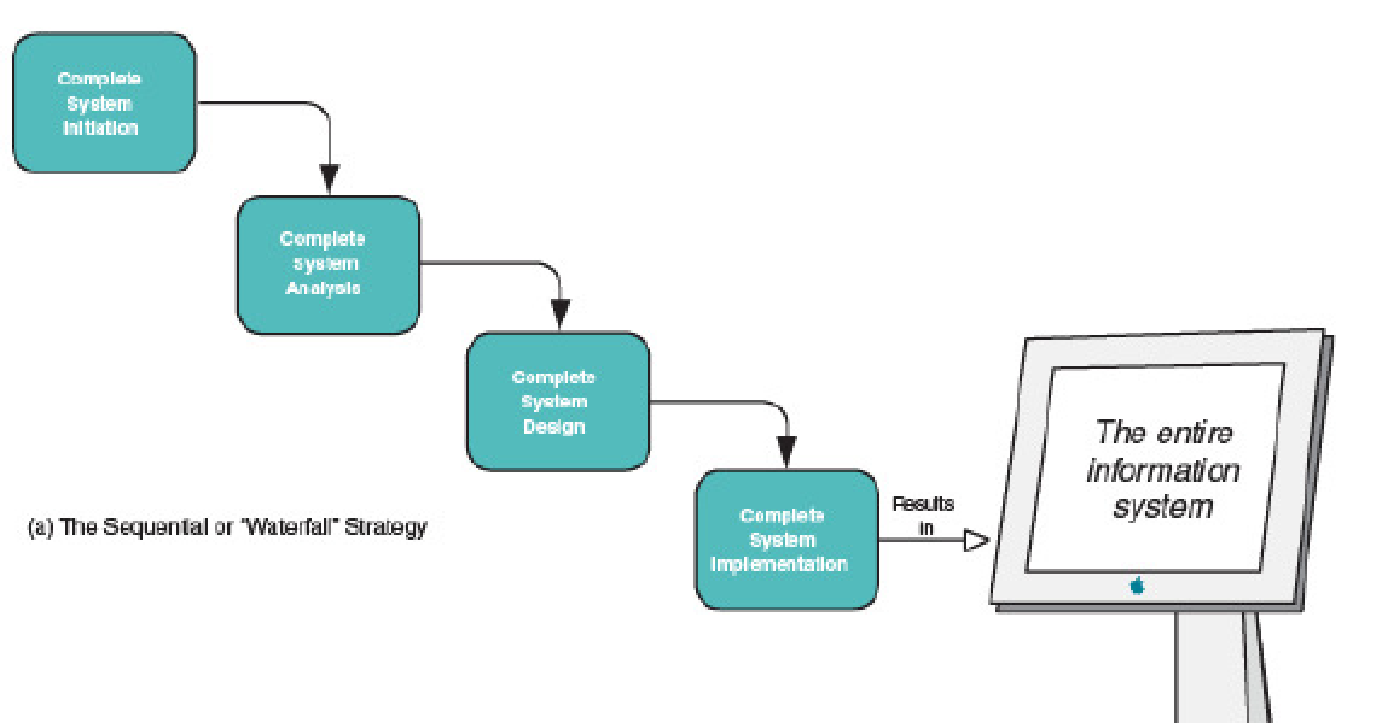 Complete
System
Initiation
Complete
System
Analysis
Complete
System
Design
(a) The Sequential or "Waterfall" Strategy
Complete
System
Implementation
Results
in
The entire
information
system